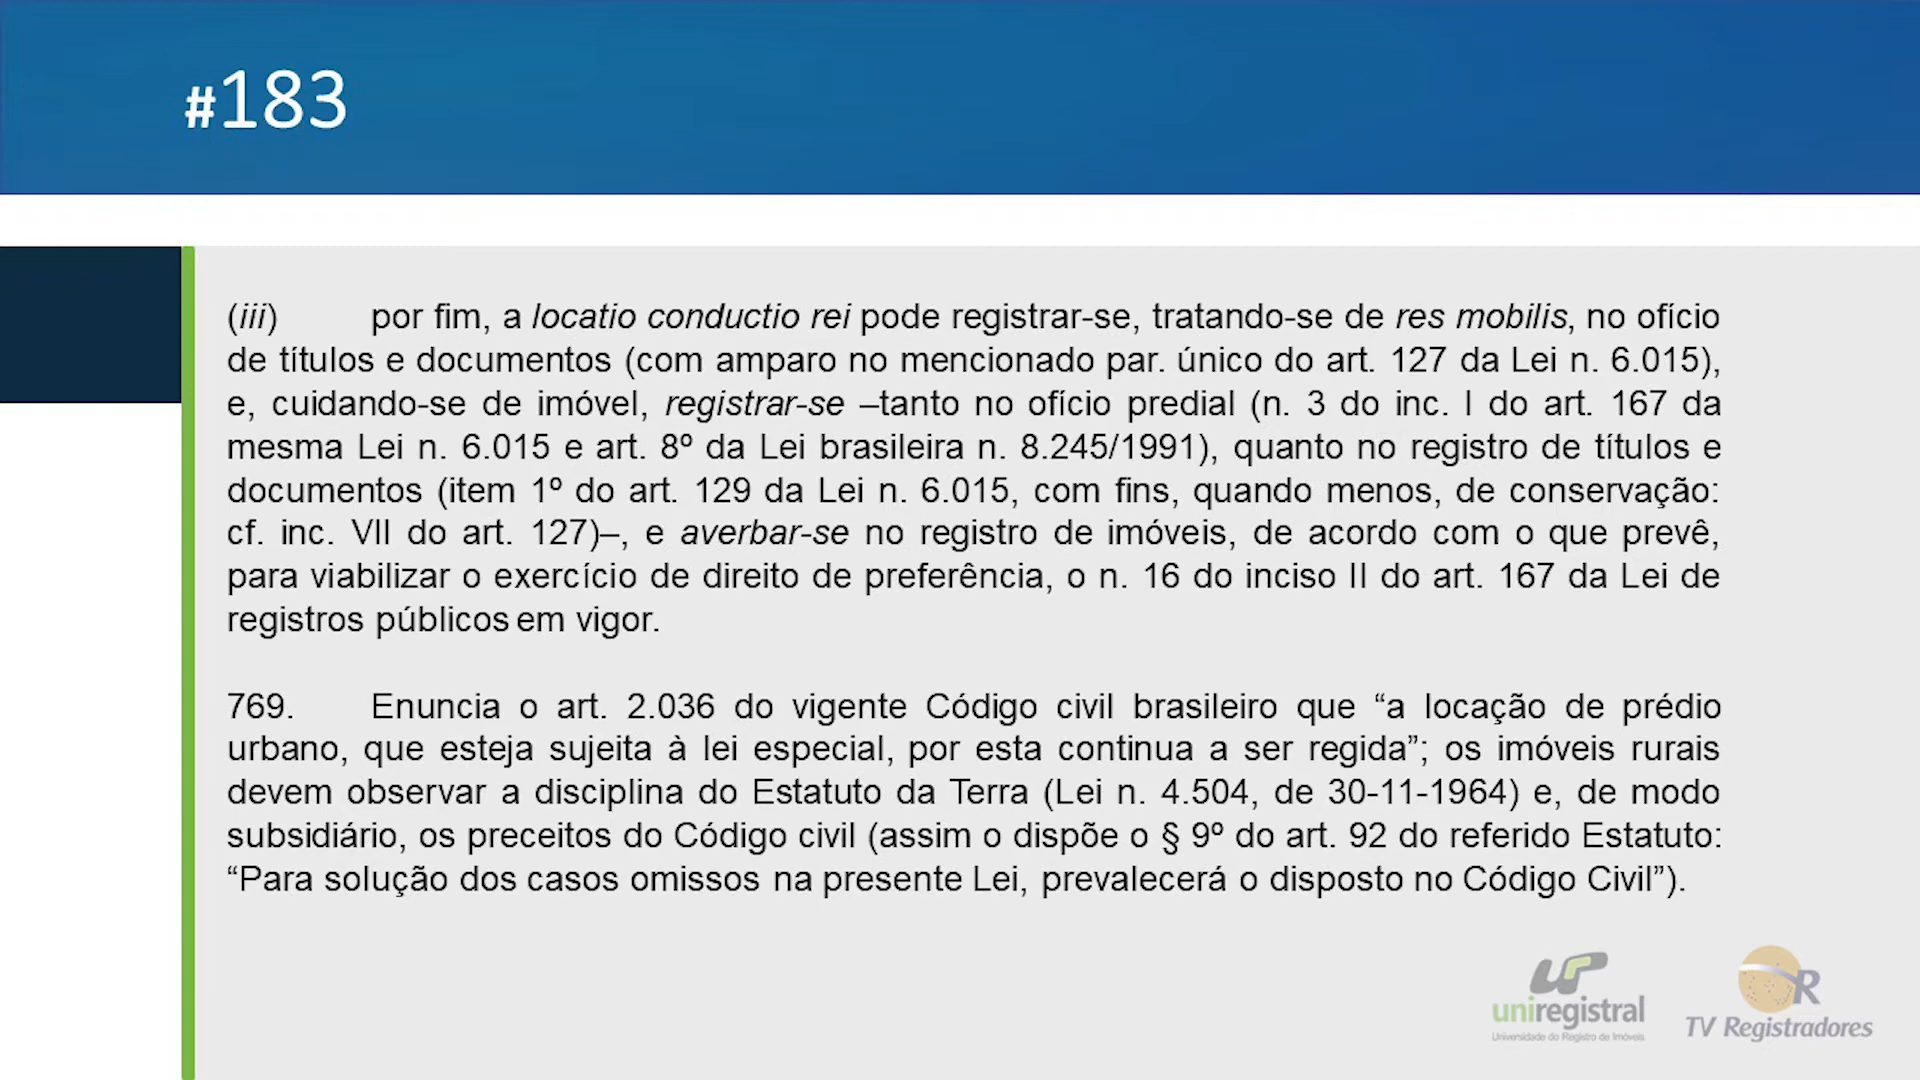 #183
(iii) por fim, a locatio conductio rei pode registrar-se, tratando-se de res mobilis, no ofício
de títulos e documentos (com amparo no mencionado par. único do art. 127 da Lei n. 6.015),
e, cuidando-se de imóvel, registrar-se –tanto no ofício predial (n. 3 do inc. I do art. 167 da
mesma Lei n. 6.015 e art. 8º da Lei brasileira n. 8.245/1991), quanto no registro de títulos e
documentos (item 1º do art. 129 da Lei n. 6.015, com fins, quando menos, de conservação:
cf. inc. VII do art. 127)–, e averbar-se no registro de imóveis, de acordo com o que prevê,
para viabilizar o exercício de direito de preferência, o n. 16 do inciso II do art. 167 da Lei de
registros públicos em vigor.
769. Enuncia o art. 2.036 do vigente Código civil brasileiro que “a locação de prédio
urbano, que esteja sujeita à lei especial, por esta continua a ser regida”; os imóveis rurais
devem observar a disciplina do Estatuto da Terra (Lei n. 4.504, de 30-11-1964) e, de modo
subsidiário, os preceitos do Código civil (assim o dispõe o § 9º do art. 92 do referido Estatuto:
“Para solução dos casos omissos na presente Lei, prevalecerá o disposto no Código Civil”).
uniregistral
Universidade do Registro de Imóveis
R
TV Registradores